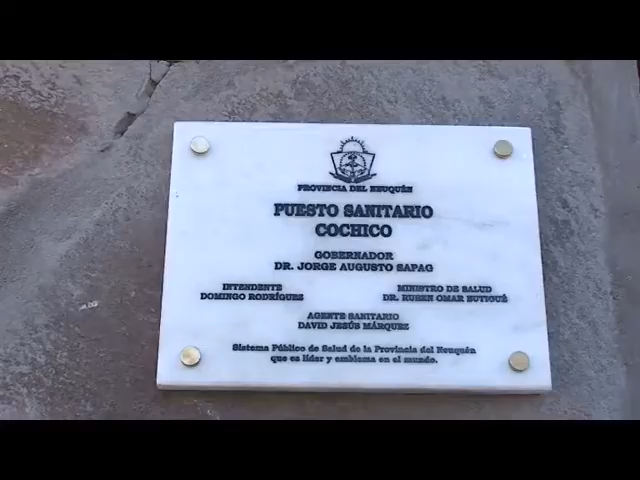 PROVINCIA DEL NEUQUÉN
PUESTO SANITARIO
COCHICO
GOBERNADOR
DR. JORGE AUGUSTO SAPAG
INTENDENTE
DOMINGO RODRÍGUEZ
MINISTRO DE SALUD
DR. RUBEN OMAR BUTIGUÉ
AGENTE SANITARIO
DAVID JESÚS MÁRQUEZ
Sistema Público de Salud de la Provincia del Neuquén
que es líder y emblema en el mundo.